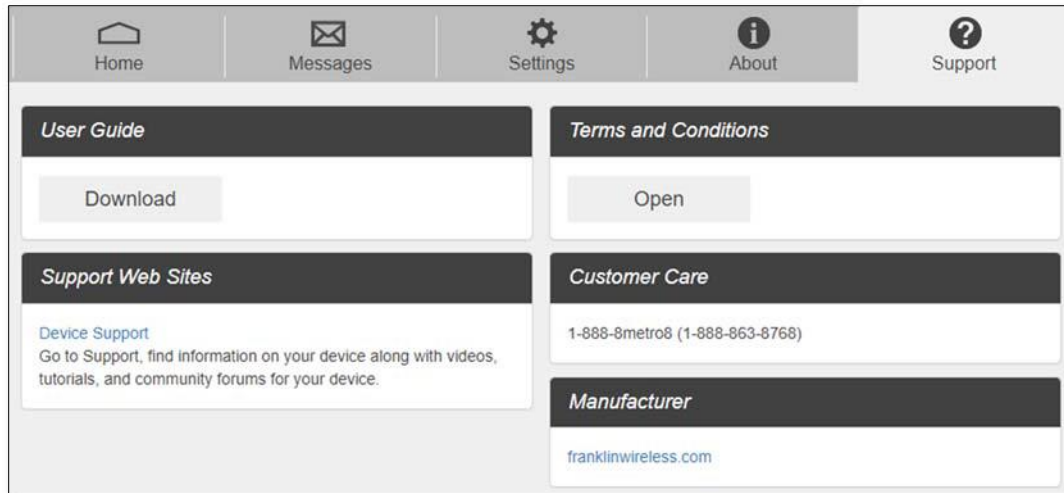 Home
Messages
Settings
About
Support
User Guide
Download
Terms and Conditions
Open
Support Web Sites
Device Support
Go to Support, find information on your device along with videos,
tutorials, and community forums for your device.
Customer Care
1-888-8metro8 (1-888-863-8768)
Manufacturer
franklinwireless.com